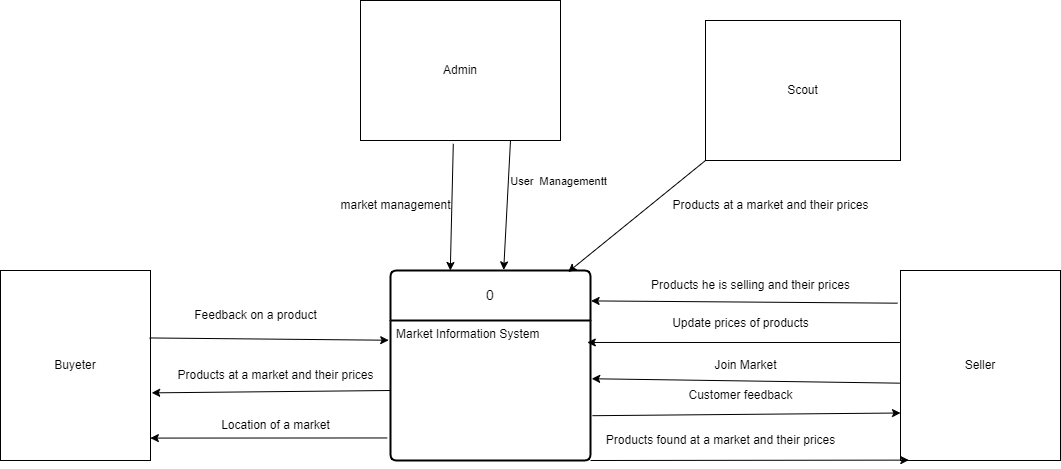 Admin
Scout
User Managementt
market management
Products at a market and their prices
Products he is selling and their prices
0
Feedback on a product
Update prices of products
Market Information System
Buyeter
Join Market
Seller
Products at a market and their prices
Customer feedback
Location of a market
Products found at a market and their prices